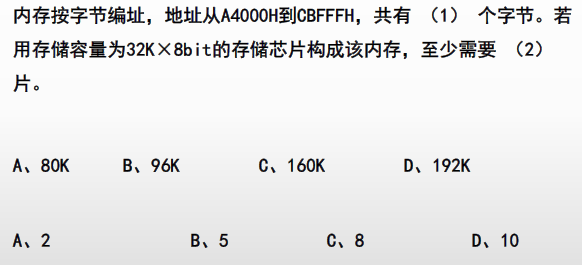 内存按字节编址，地址从A4000H到CBFFFH，共有 （1） 个字节。若
用存储容量为32K×8bit的存储芯片构成该内存，至少需要 （2）
片。
A、80K B、96K C、160K D、192K
A、2 B、5 C、8 D、10